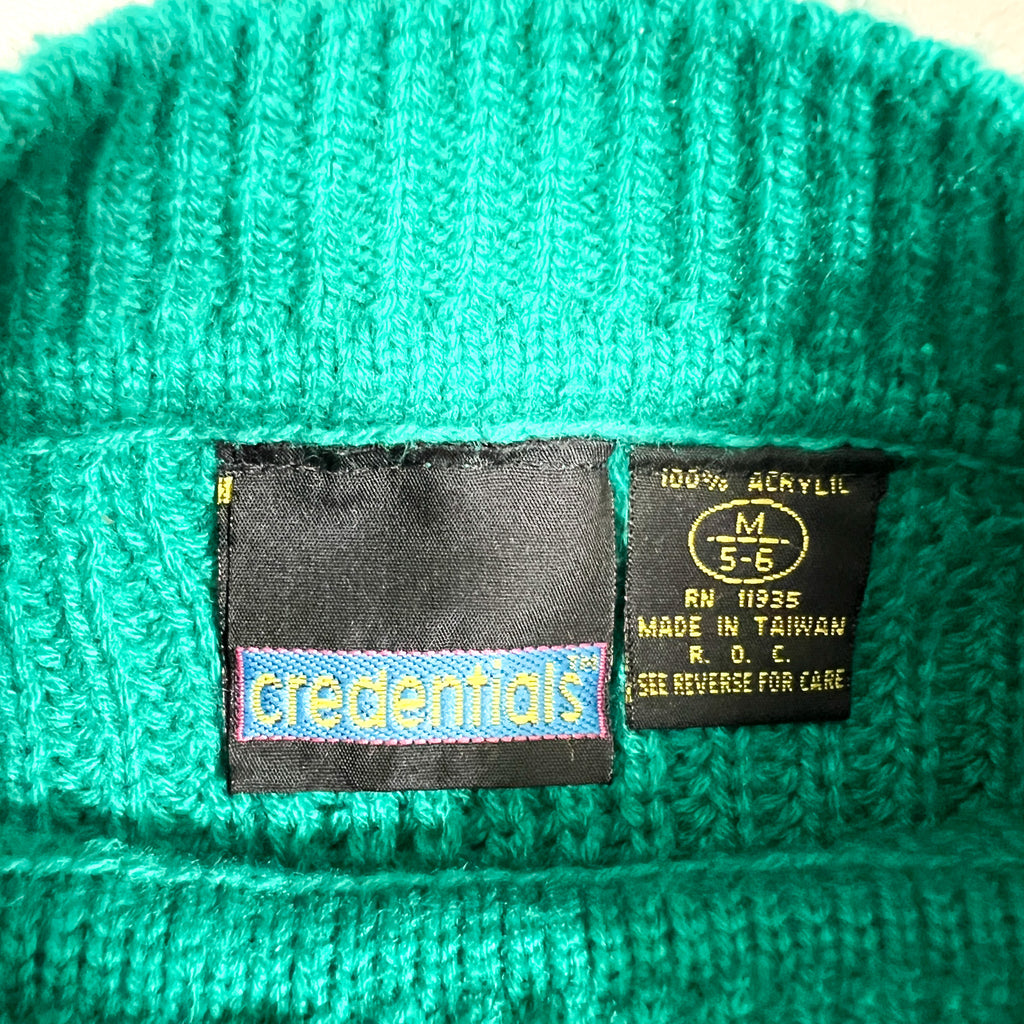 credentials™
100% ACRYLIC
M
5-6
RN 11935
MADE IN TAIWAN
R. O. C.
SEE REVERSE FOR CARE